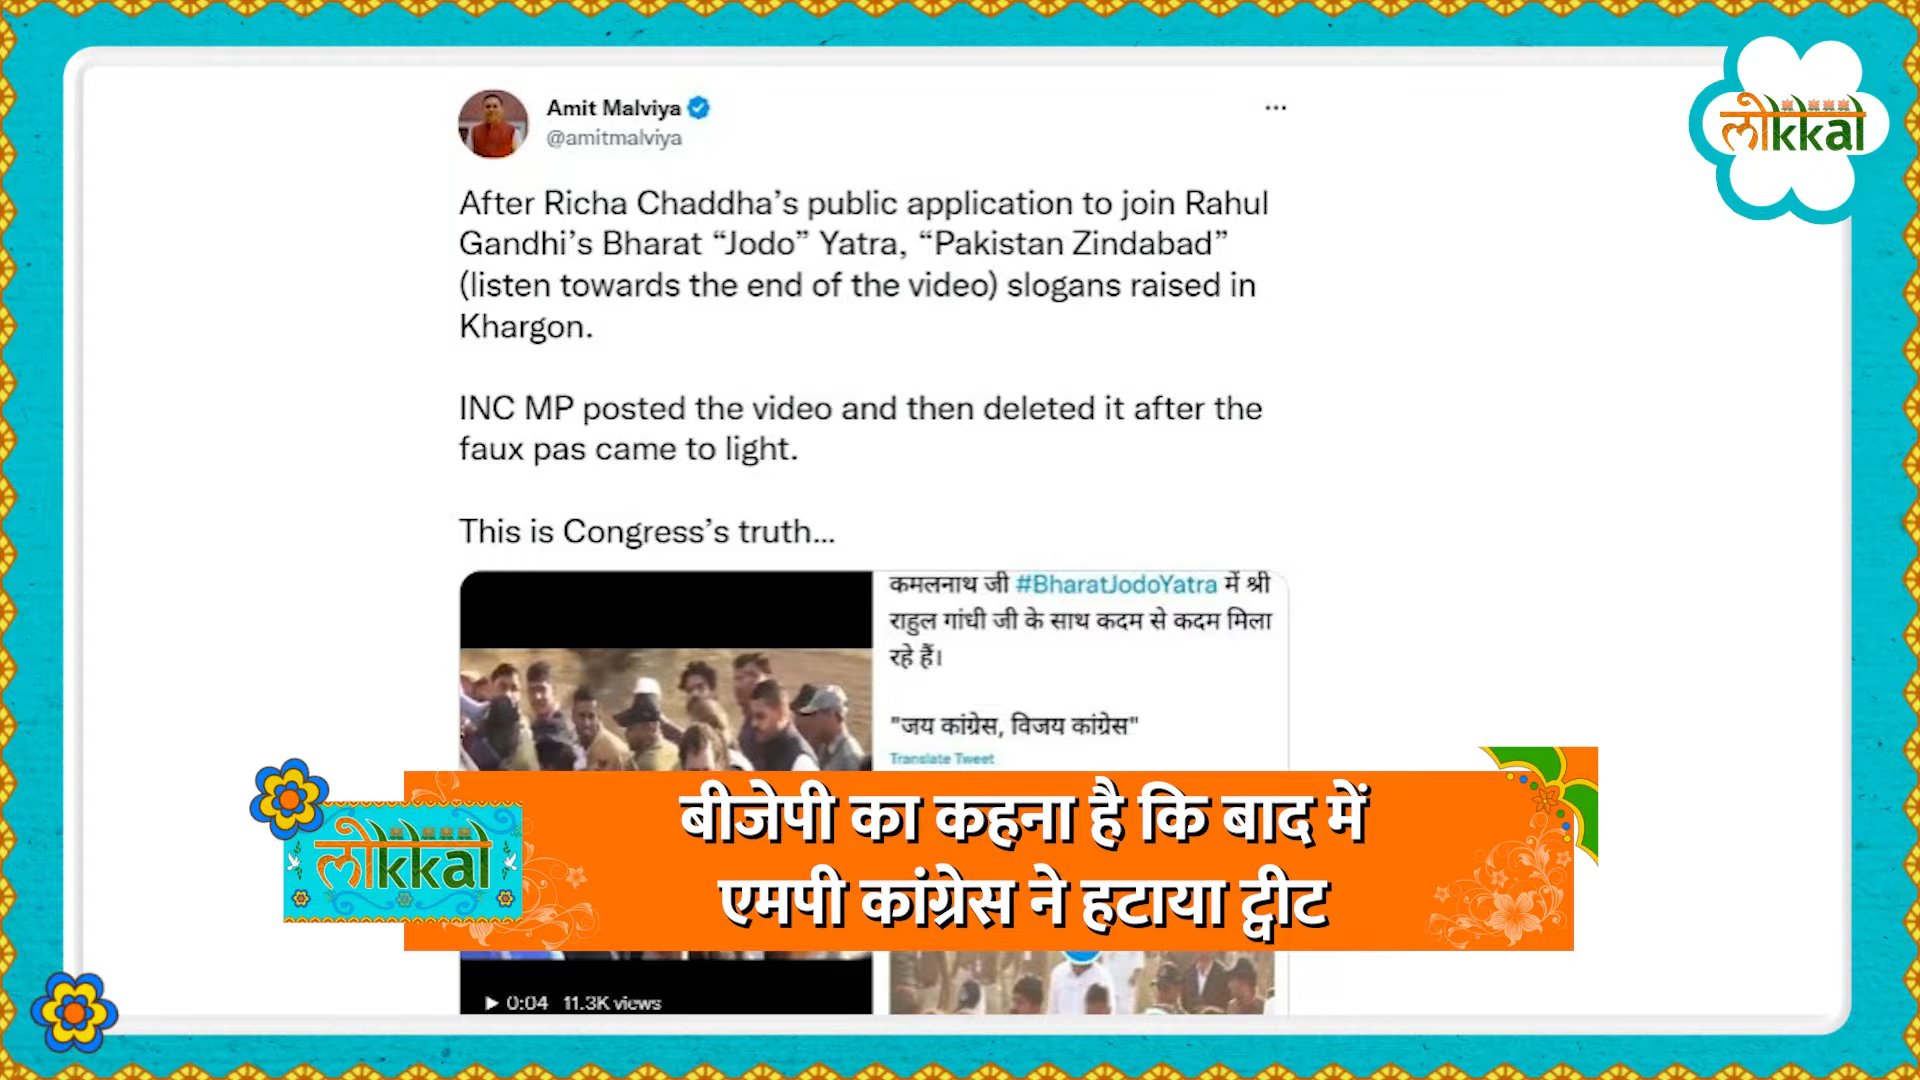 लोkkal
Amit Malviya
@amitmalviya
After Richa Chaddha’s public application to join Rahul
Gandhi’s Bharat “Jodo” Yatra, “Pakistan Zindabad”
(listen towards the end of the video) slogans raised in
Khargon.
INC MP posted the video and then deleted it after the
faux pas came to light.
This is Congress’s truth...
कमलनाथ जी #BharatJodoYatra में श्री
राहुल गांधी जी के साथ कदम से कदम मिला
रहे हैं।
"जय कांग्रेस, विजय कांग्रेस"
Translate Tweet
बीजेपी का कहना है कि बाद में
एमपी कांग्रेस ने हटाया ट्वीट
लोkkal
0:04 11.3K views